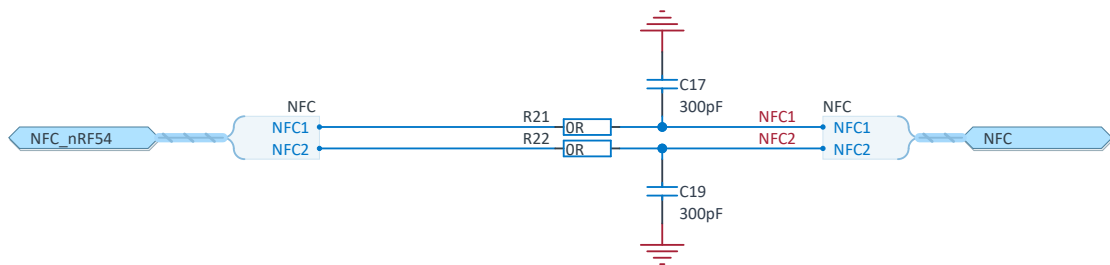 C17
300pF
NFC
R21
NFC1
NFC
NFC_nRF54
NFC1
0R
NFC1
NFC
R22
NFC2
NFC2
0R
NFC2
C19
300pF